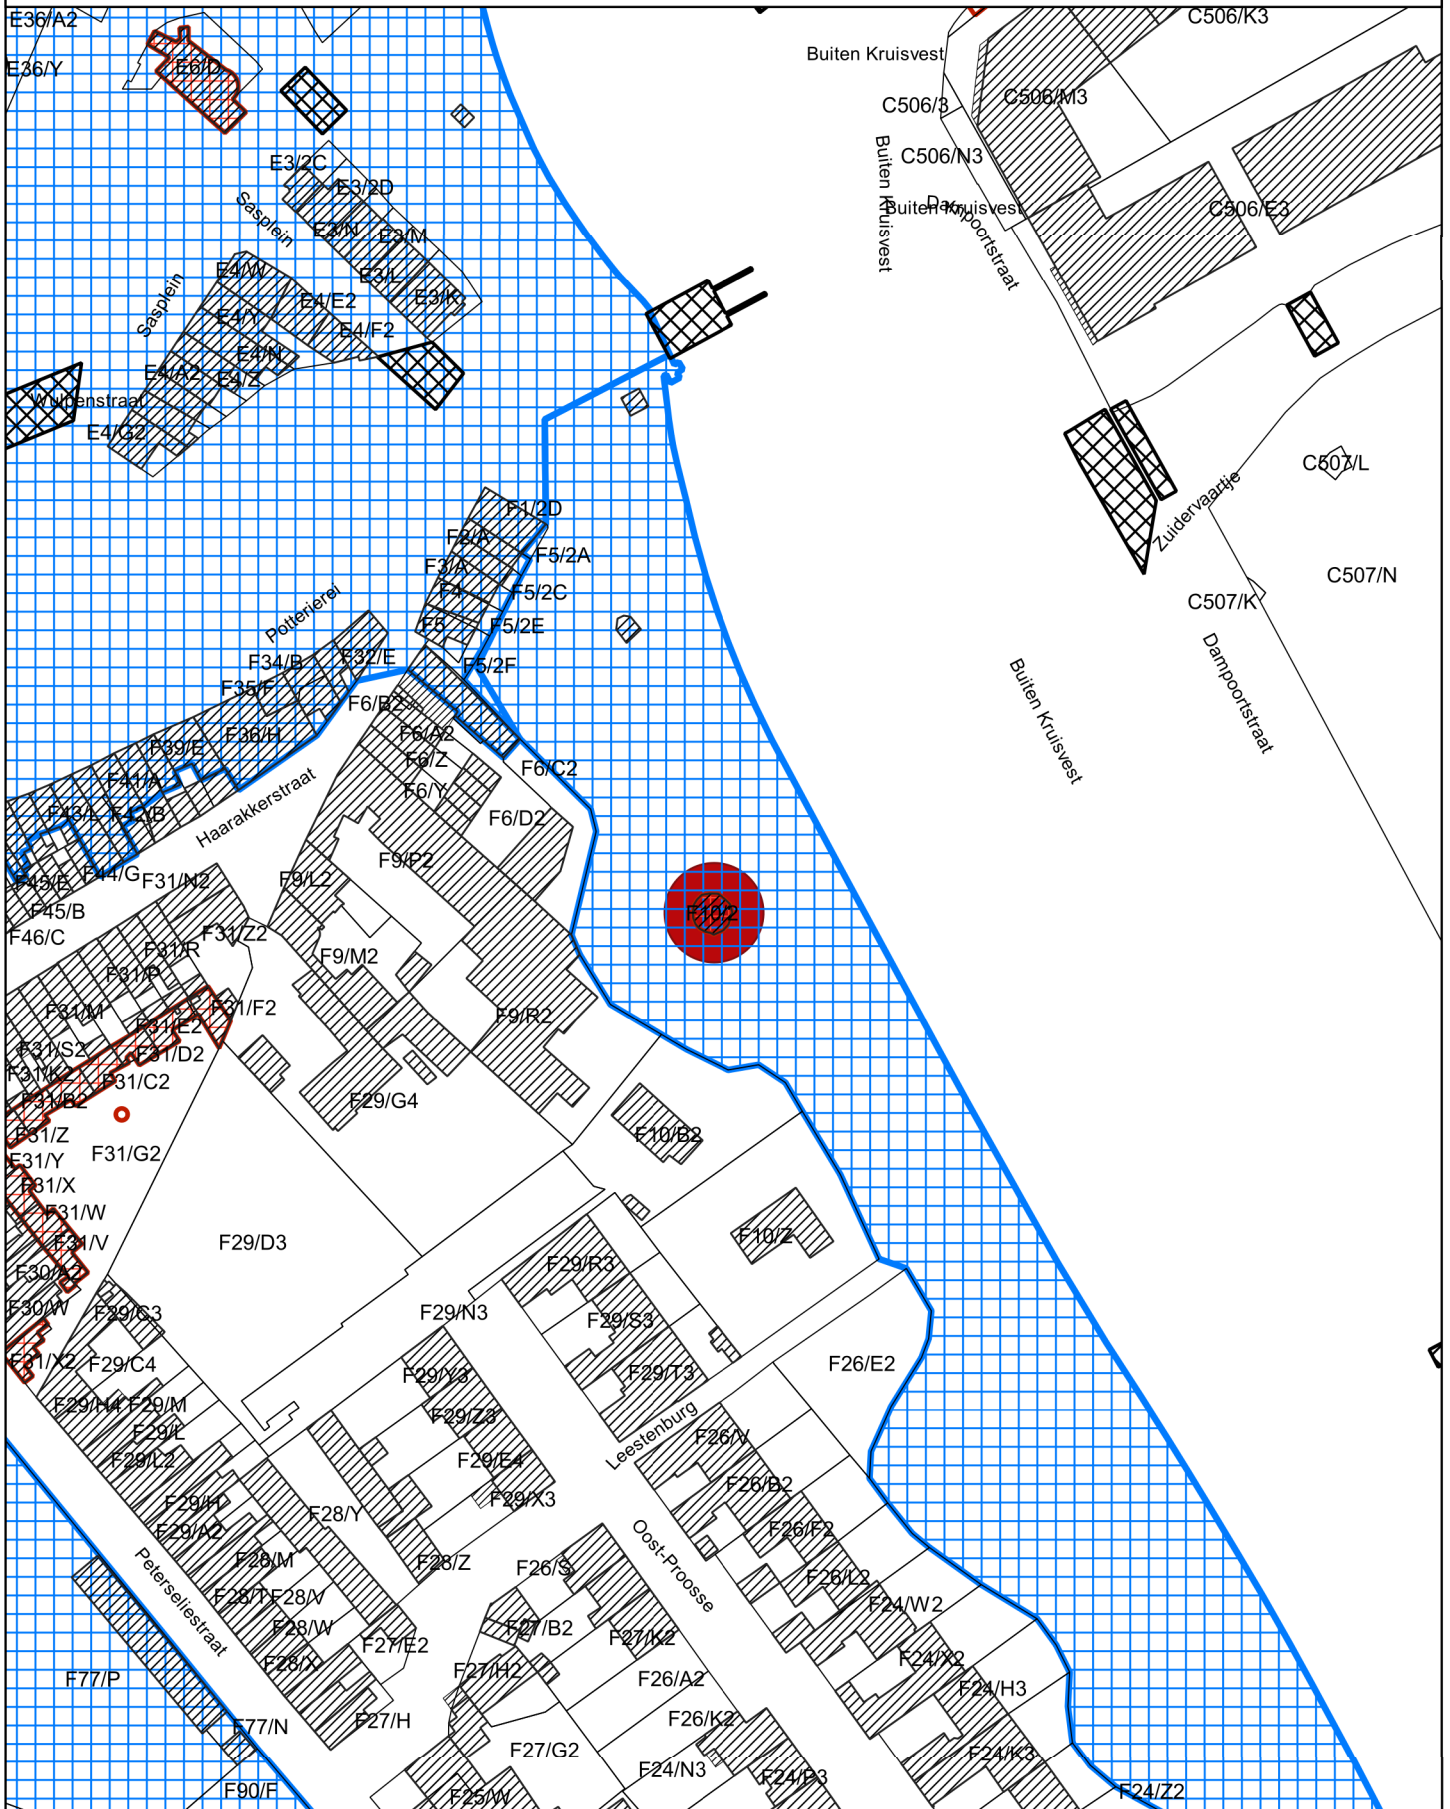 E36/A2
C506/K3
Buiten Kruisvest
E36/Y
E6/D
C506/M3
C506/3
Buiten Kruisvest
C506/N3
E3/2C
E3/2D
Sasplein
Buiten Kruisvest
Dampoortstraat
C506/E3
E3/N
E3/M
E4/W
E3/L
Sasplein
E4/E2
E3/K
E4/Y
E4/F2
E4/N
E4/A2
E4/Z
Wulpenstraat
E4/G2
C507/L
Zuidervaartje
F1/2D
F2/A
F5/2A
F3/A
F4
F5/2C
C507/N
C507/K
F5
F5/2E
Potterierei
F34/B
F32/E
F5/2F
Dampoortstraat
Buiten Kruisvest
F35/F
F6/B2
F36/H
F6/A2
F39/E
F6/Z
F6/C2
F41/A
F6/Y
Haarakkerstraat
F43/L
F42/B
F6/D2
F9/P2
F44/G
F31/N2
F9/L2
F45/E
F45/B
F10/2
F46/C
F31/Z2
F31/R
F9/M2
F31/P
F31/M
F31/F2
F31/E2
F9/R2
F31/S2
F31/D2
F31/K2
F31/C2
F31/B2
F29/G4
F31/Z
F10/B2
F31/Y
F31/G2
F31/X
F31/W
F31/V
F29/D3
F10/Z
F30/A2
F29/R3
F30/W
F29/G3
F29/N3
F29/S3
F31/X2
F29/C4
F26/E2
F29/Y3
F29/T3
F29/H4
F29/M
F29/Z3
Leestenburg
F29/L
F26/V
F29/L2
F29/E4
F26/B2
F29/H
F28/Y
F29/X3
F29/A2
F26/F2
F28/M
F28/Z
F26/S
Oost-Proosse
F26/L2
Peterseliestraat
F28/T
F28/V
F24/W2
F28/W
F27/B2
F27/K2
F27/E2
F24/X2
F28/X
F27/H2
F77/P
F26/A2
F24/H3
F77/N
F27/H
F26/K2
F27/G2
F24/K3
F24/N3
F24/P3
F90/F
F25/W
F24/Z2